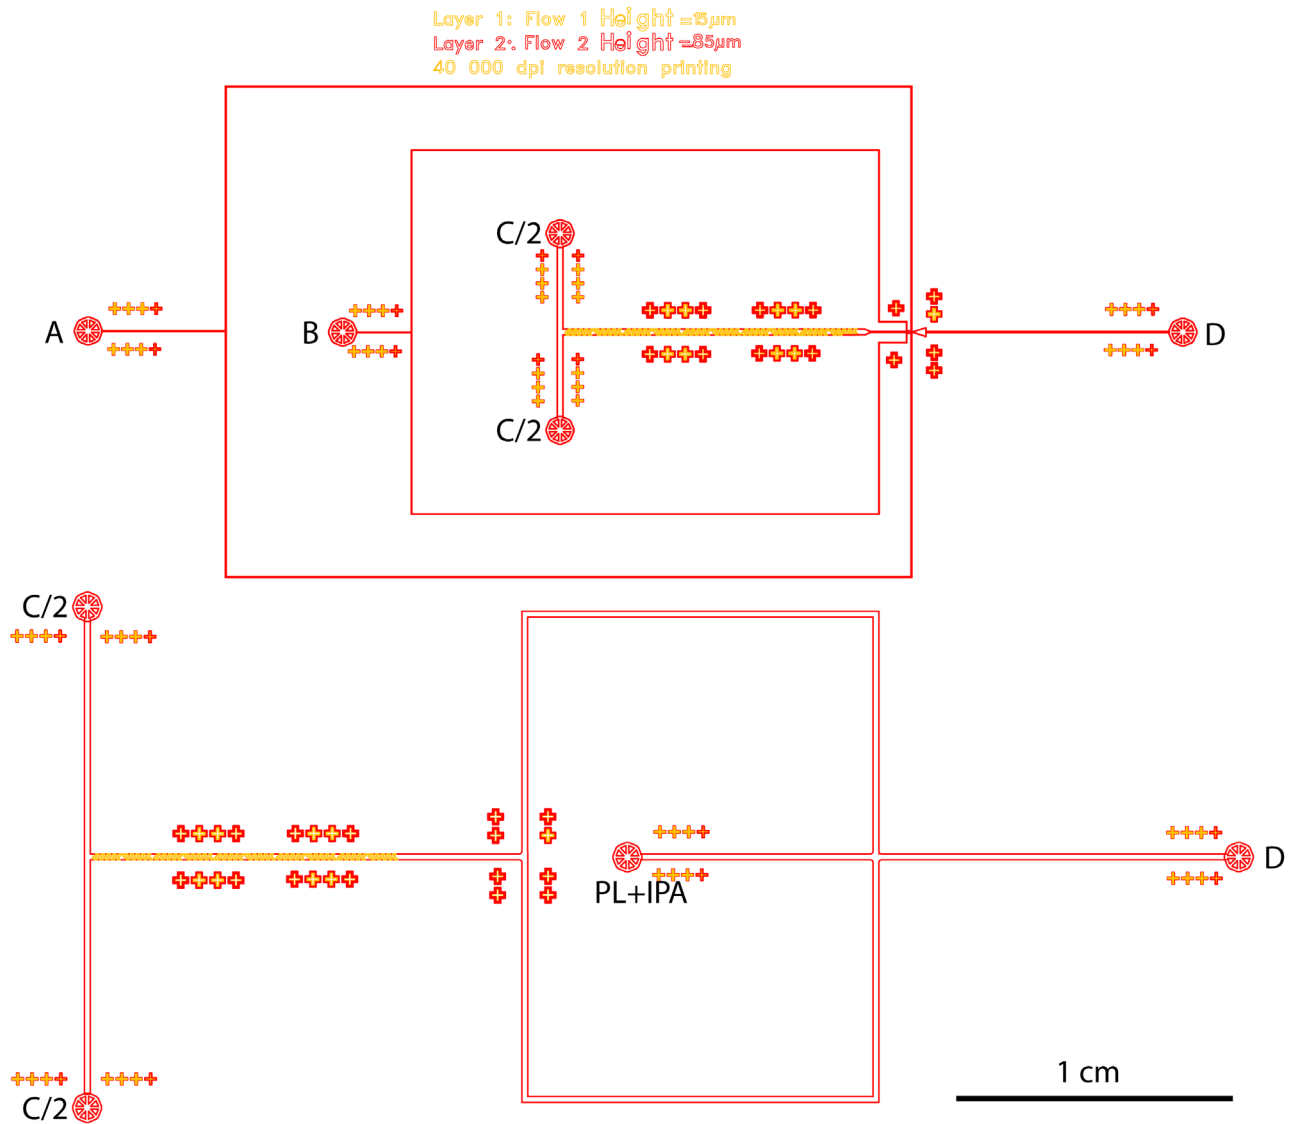 Layer 1: Flow 1 Height =15μm
Layer 2:. Flow 2 Height =85μm
40 000 dpi resolution printing
C/2
A
B
D
C/2
C/2
PL+IPA
D
1 cm
C/2